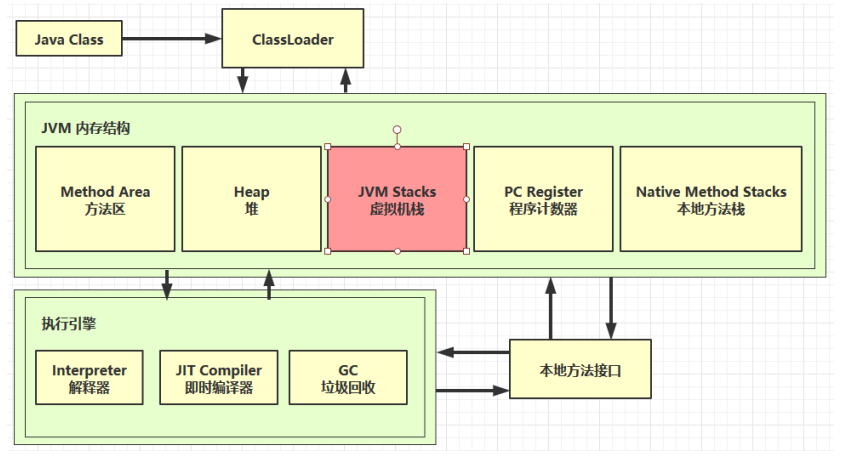 Java Class
ClassLoader
JVM 内存结构
Method Area
方法区
Heap
堆
JVM Stacks
虚拟机栈
PC Register
程序计数器
Native Method Stacks
本地方法栈
执行引擎
Interpreter
解释器
JIT Compiler
即时编译器
GC
垃圾回收
本地方法接口